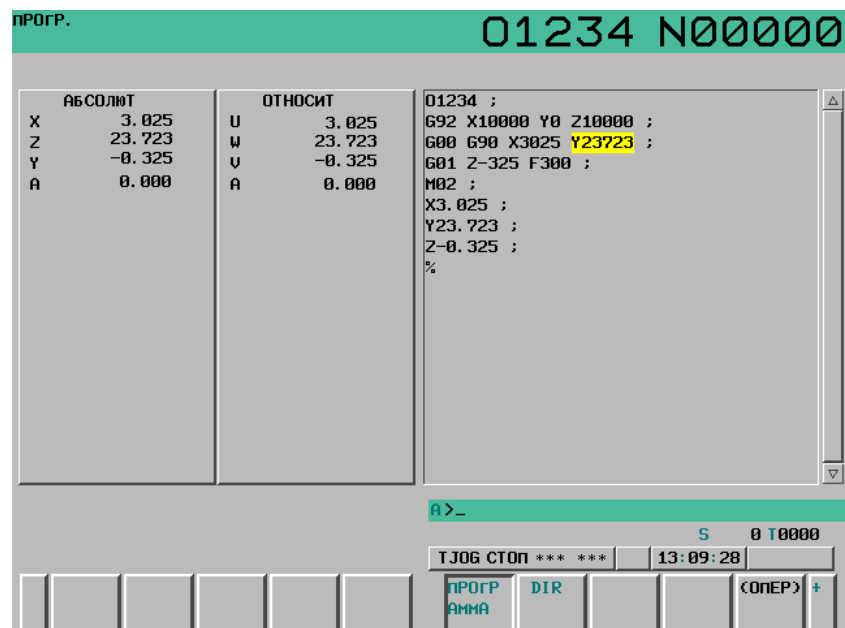 ПРОГР.
O1234 N00000
АБСОЛЮТ
X 3.025
Z 23.723
Y -0.325
A 0.000
ОТНОСИТ
U 3.025
W 23.723
V -0.325
A 0.000
O1234 ;
G92 X10000 Y0 Z10000 ;
G00 G90 X3025 Y23723 ;
G01 Z-325 F300 ;
M02 ;
X3.025 ;
Y23.723 ;
Z-0.325 ;
%
A>_
S 0 T0000
TJOG СТОП *** ***
13:09:28
ПРОГР
АММА
DIR
(ОПЕР)
+